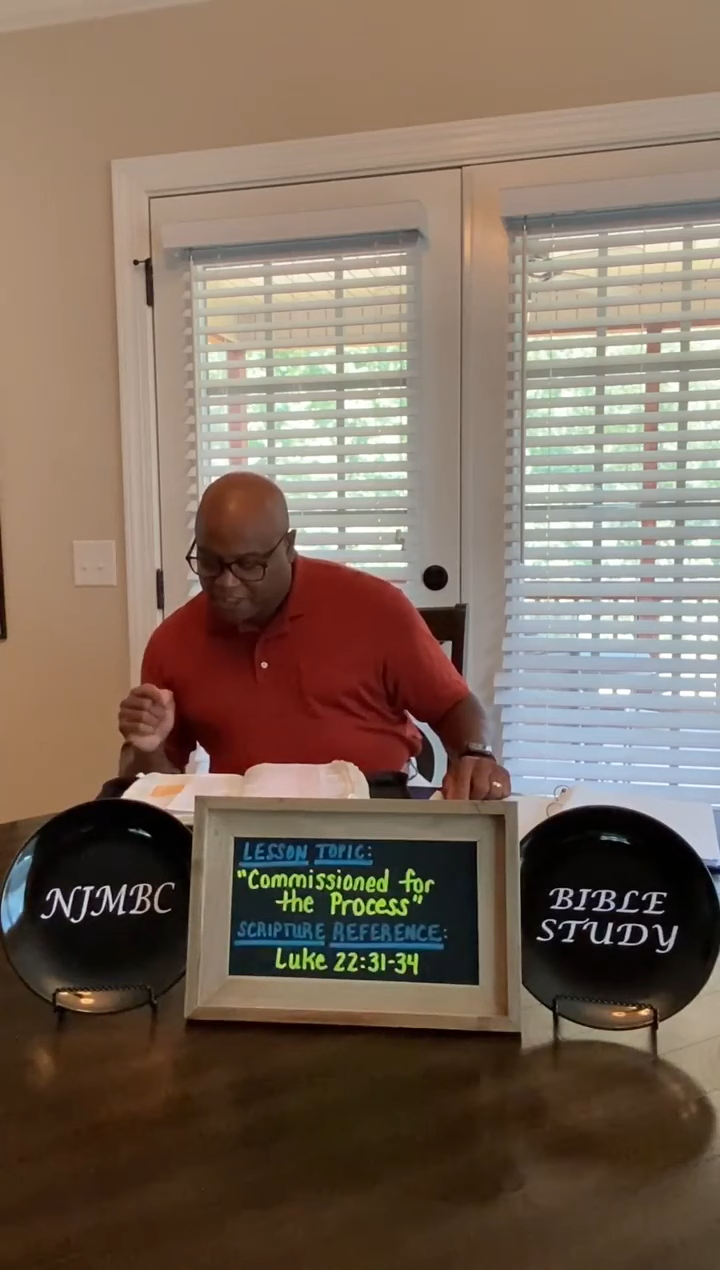 NJMBC
LESSON TOPIC:
"Commissioned for
the Process"
SCRIPTURE REFERENCE:
Luke 22:31-34
BIBLE
STUDY